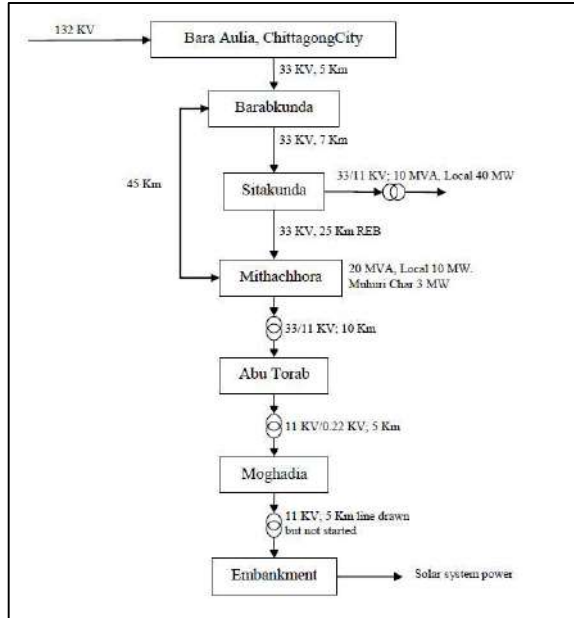 132 KV
Bara Aulia, ChittagongCity
33 KV, 5 Km
Barabkunda
33 KV, 7 Km
33/11 KV; 10 MVA, Local 40 MW
45 Km
Sitakunda
33 KV, 25 Km REB
Mithachhora
20 MVA, Local 10 MW.
Muhuri Char 3 MW
33/11 KV; 10 Km
Abu Torab
11 KV/0.22 KV; 5 Km
Moghadia
11 KV; 5 Km line drawn
but not started
Embankment
Solar system power